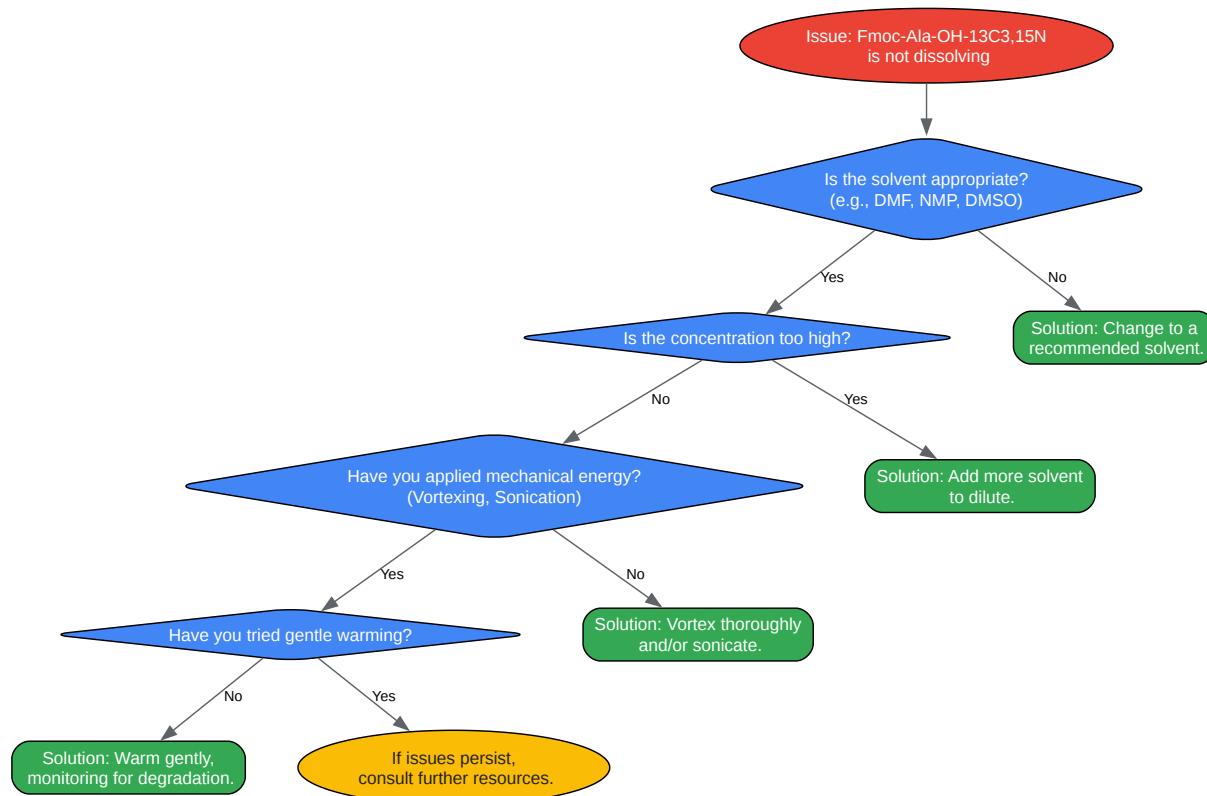 Issue: Fmoc-Ala-OH-13C3,15N
is not dissolving
Is the solvent appropriate?
(e.g., DMF, NMP, DMSO)
Yes
No
Is the concentration too high?
Solution: Change to a
recommended solvent.
No
Yes
Have you applied mechanical energy?
(Vortexing, Sonication)
Solution: Add more solvent
to dilute.
Yes
No
Have you tried gentle warming?
Solution: Vortex thoroughly
and/or sonicate.
No
Yes
Solution: Warm gently,
monitoring for degradation.
If issues persist,
consult further resources.